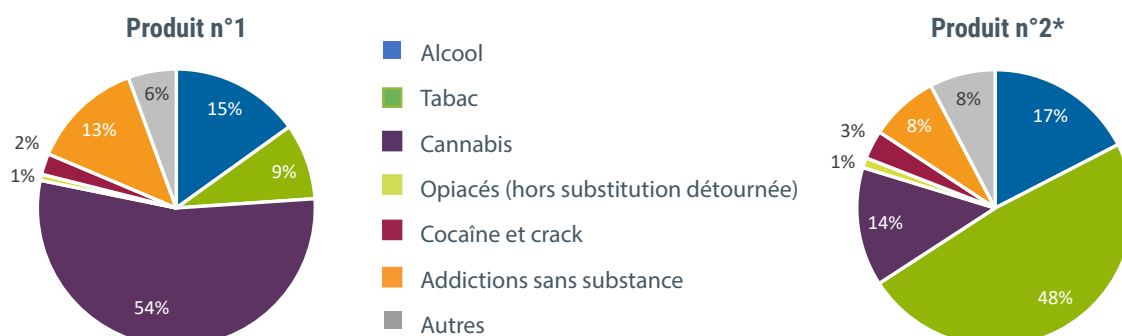 Produit n°1
6%
15%
13%
2%
9%
1%
54%
Alcool
Tabac
Cannabis
Opiacés (hors substitution détournée)
Cocaïne et crack
Addictions sans substance
Autres
Produit n°2*
8%
17%
8%
3%
1%
14%
48%